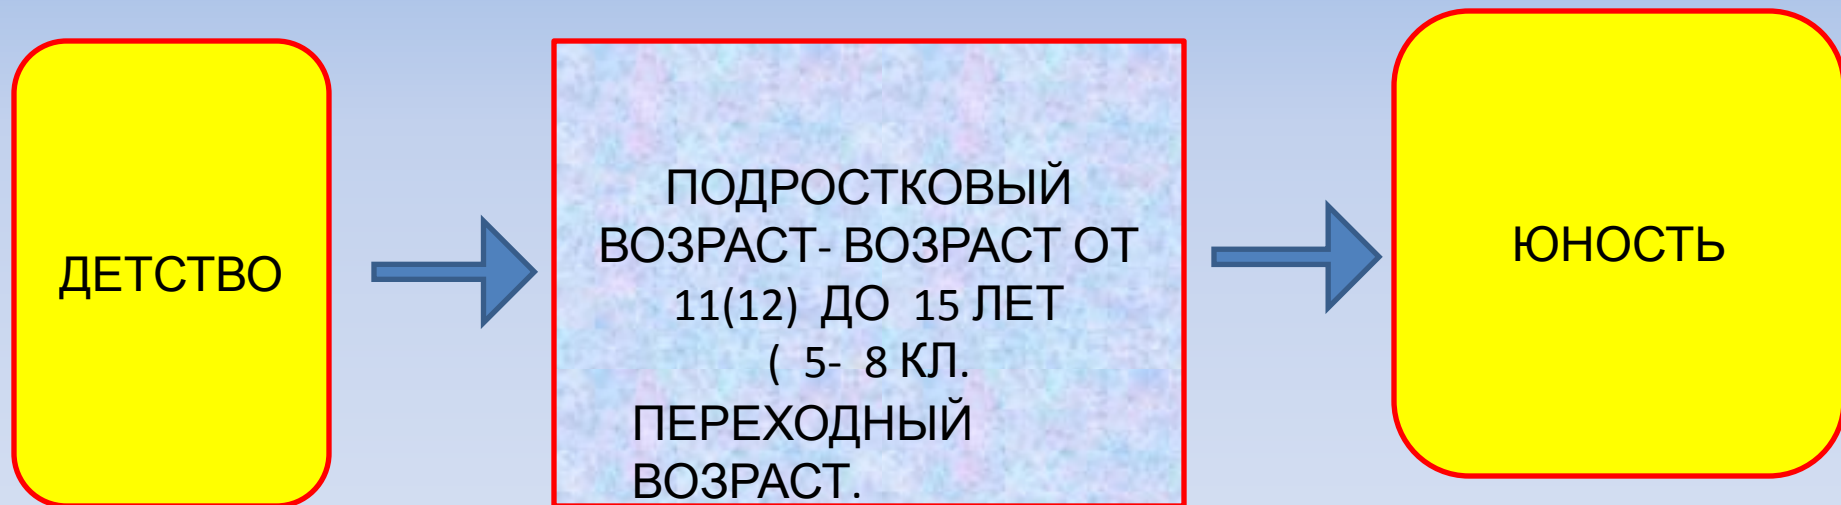 ДЕТСТВО
ПОДРОСТКОВЫЙ
ВОЗРАСТ- ВОЗРАСТ ОТ
11(12) ДО 15 ЛЕТ
( 5- 8 КЛ.
ПЕРЕХОДНЫЙ
ВОЗРАСТ.
ЮНОСТЬ